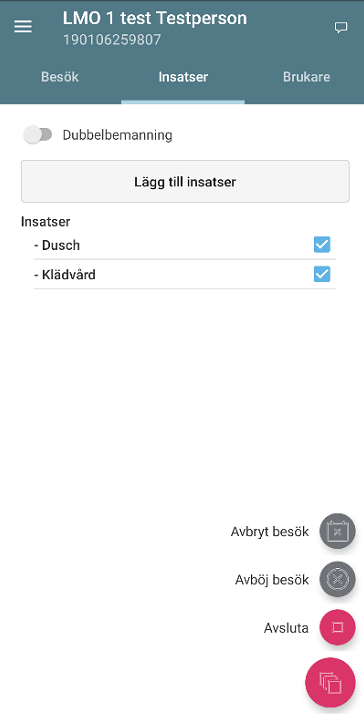 LMO 1 test Testperson
190106259807
Besök Insatser Brukare
Dubbelbemanning
Lägg till insatser
Insatser
- Dusch
- Klädvård
Avbryt besök
Avböj besök
Avsluta